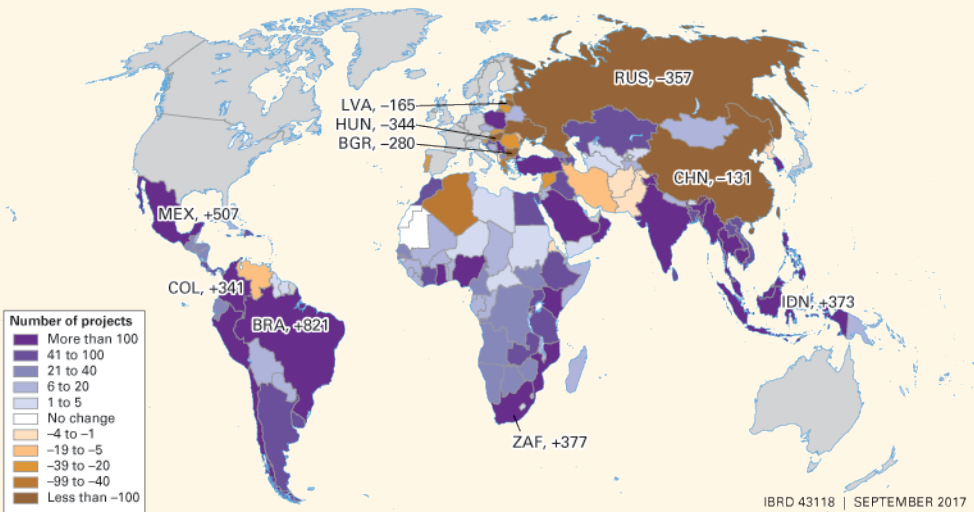 RUS, –357
LVA, –165
HUN, –344
BGR, –280
CHN, –131
MEX, +507
COL, +341
IDN, +373
BRA, +821
ZAF, +377
Number of projects
More than 100
41 to 100
21 to 40
6 to 20
1 to 5
No change
–4 to –1
–19 to –5
–39 to –20
–99 to –40
Less than –100
IBRD 43118 | SEPTEMBER 2017